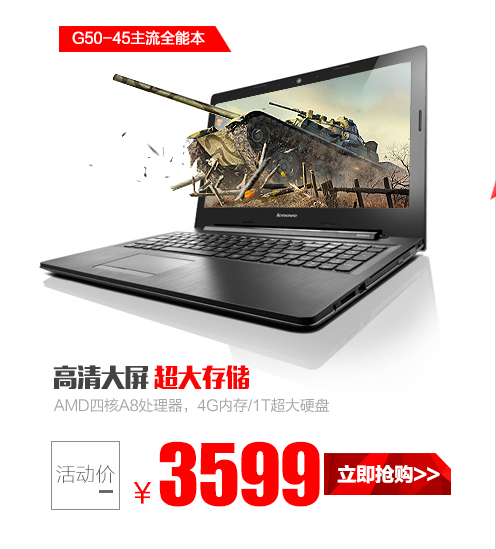 G50-45主流全能本
lenovo
高清大屏 超大存储
AMD四核A8处理器，4G内存/1T超大硬盘
活动价
￥3599
立即抢购>>